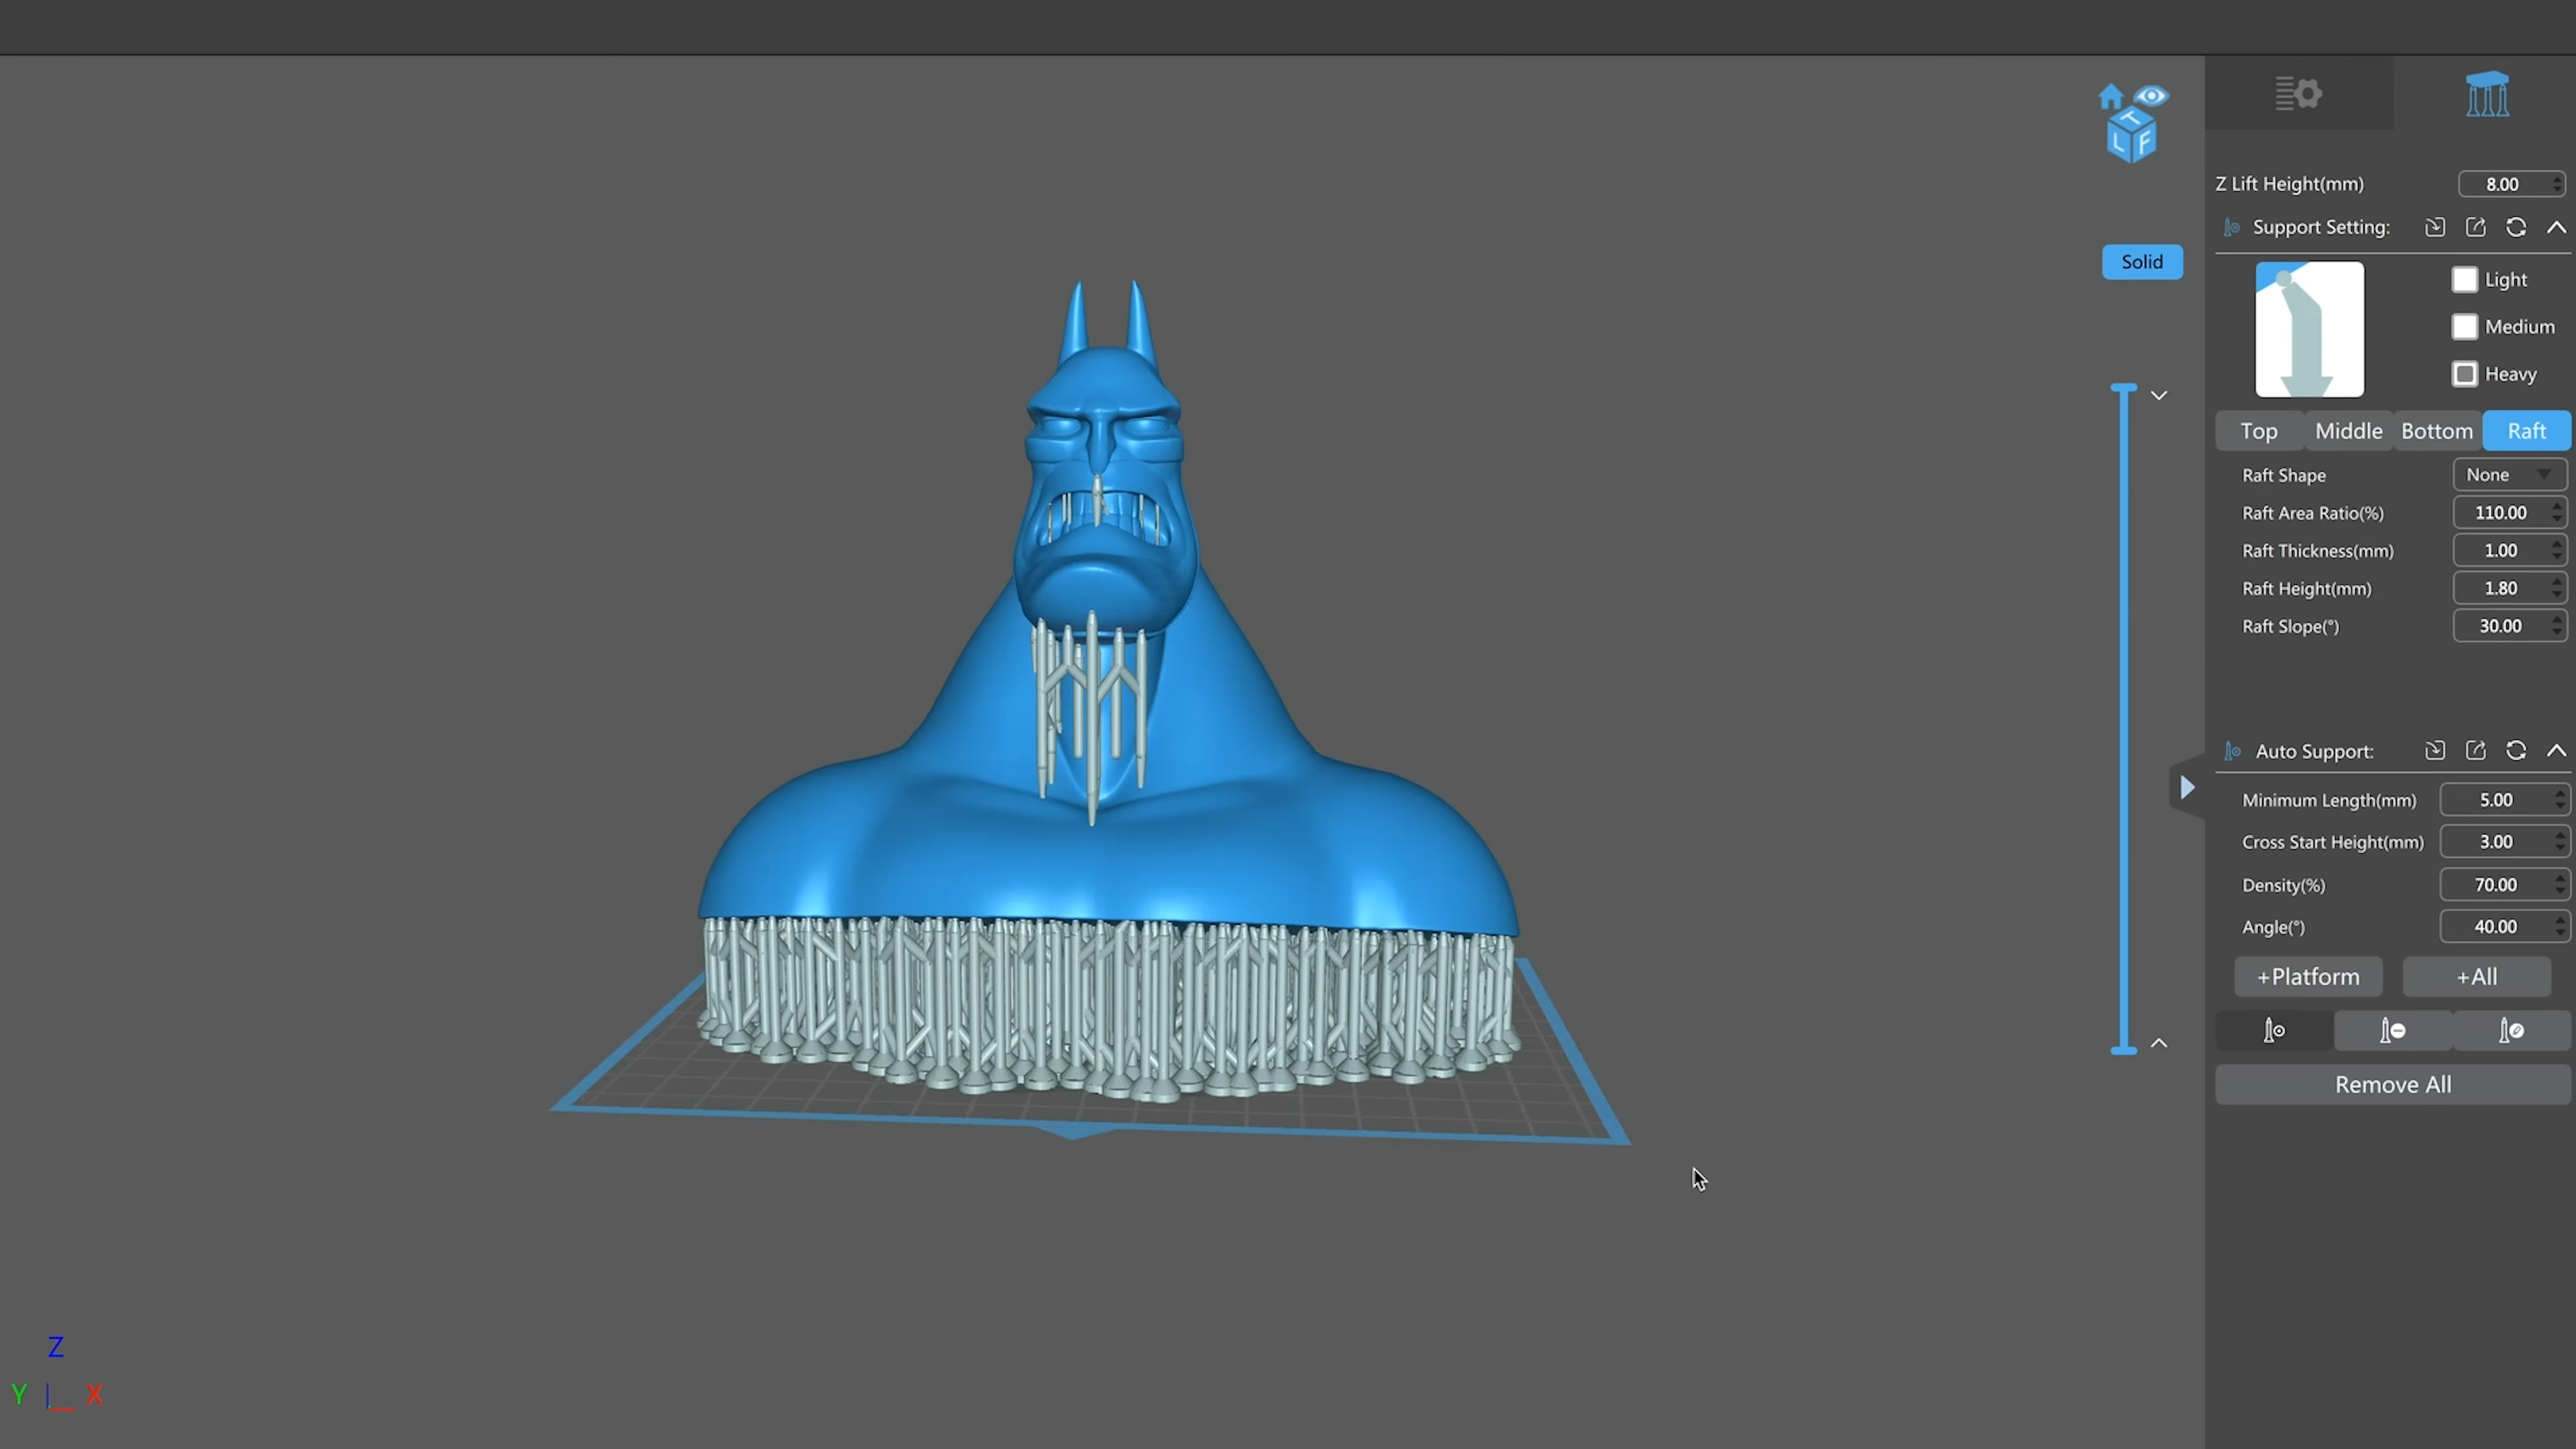 T
L F
Z Lift Height(mm) 8.00
Support Setting:
Solid
Light
Medium
Heavy
Top Middle Bottom Raft
Raft Shape None
Raft Area Ratio(%) 110.00
Raft Thickness(mm) 1.00
Raft Height(mm) 1.80
Raft Slope(°) 30.00
Auto Support:
Minimum Length(mm) 5.00
Cross Start Height(mm) 3.00
Density(%) 70.00
Angle(°) 40.00
+Platform +All
Remove All
Z
Y X